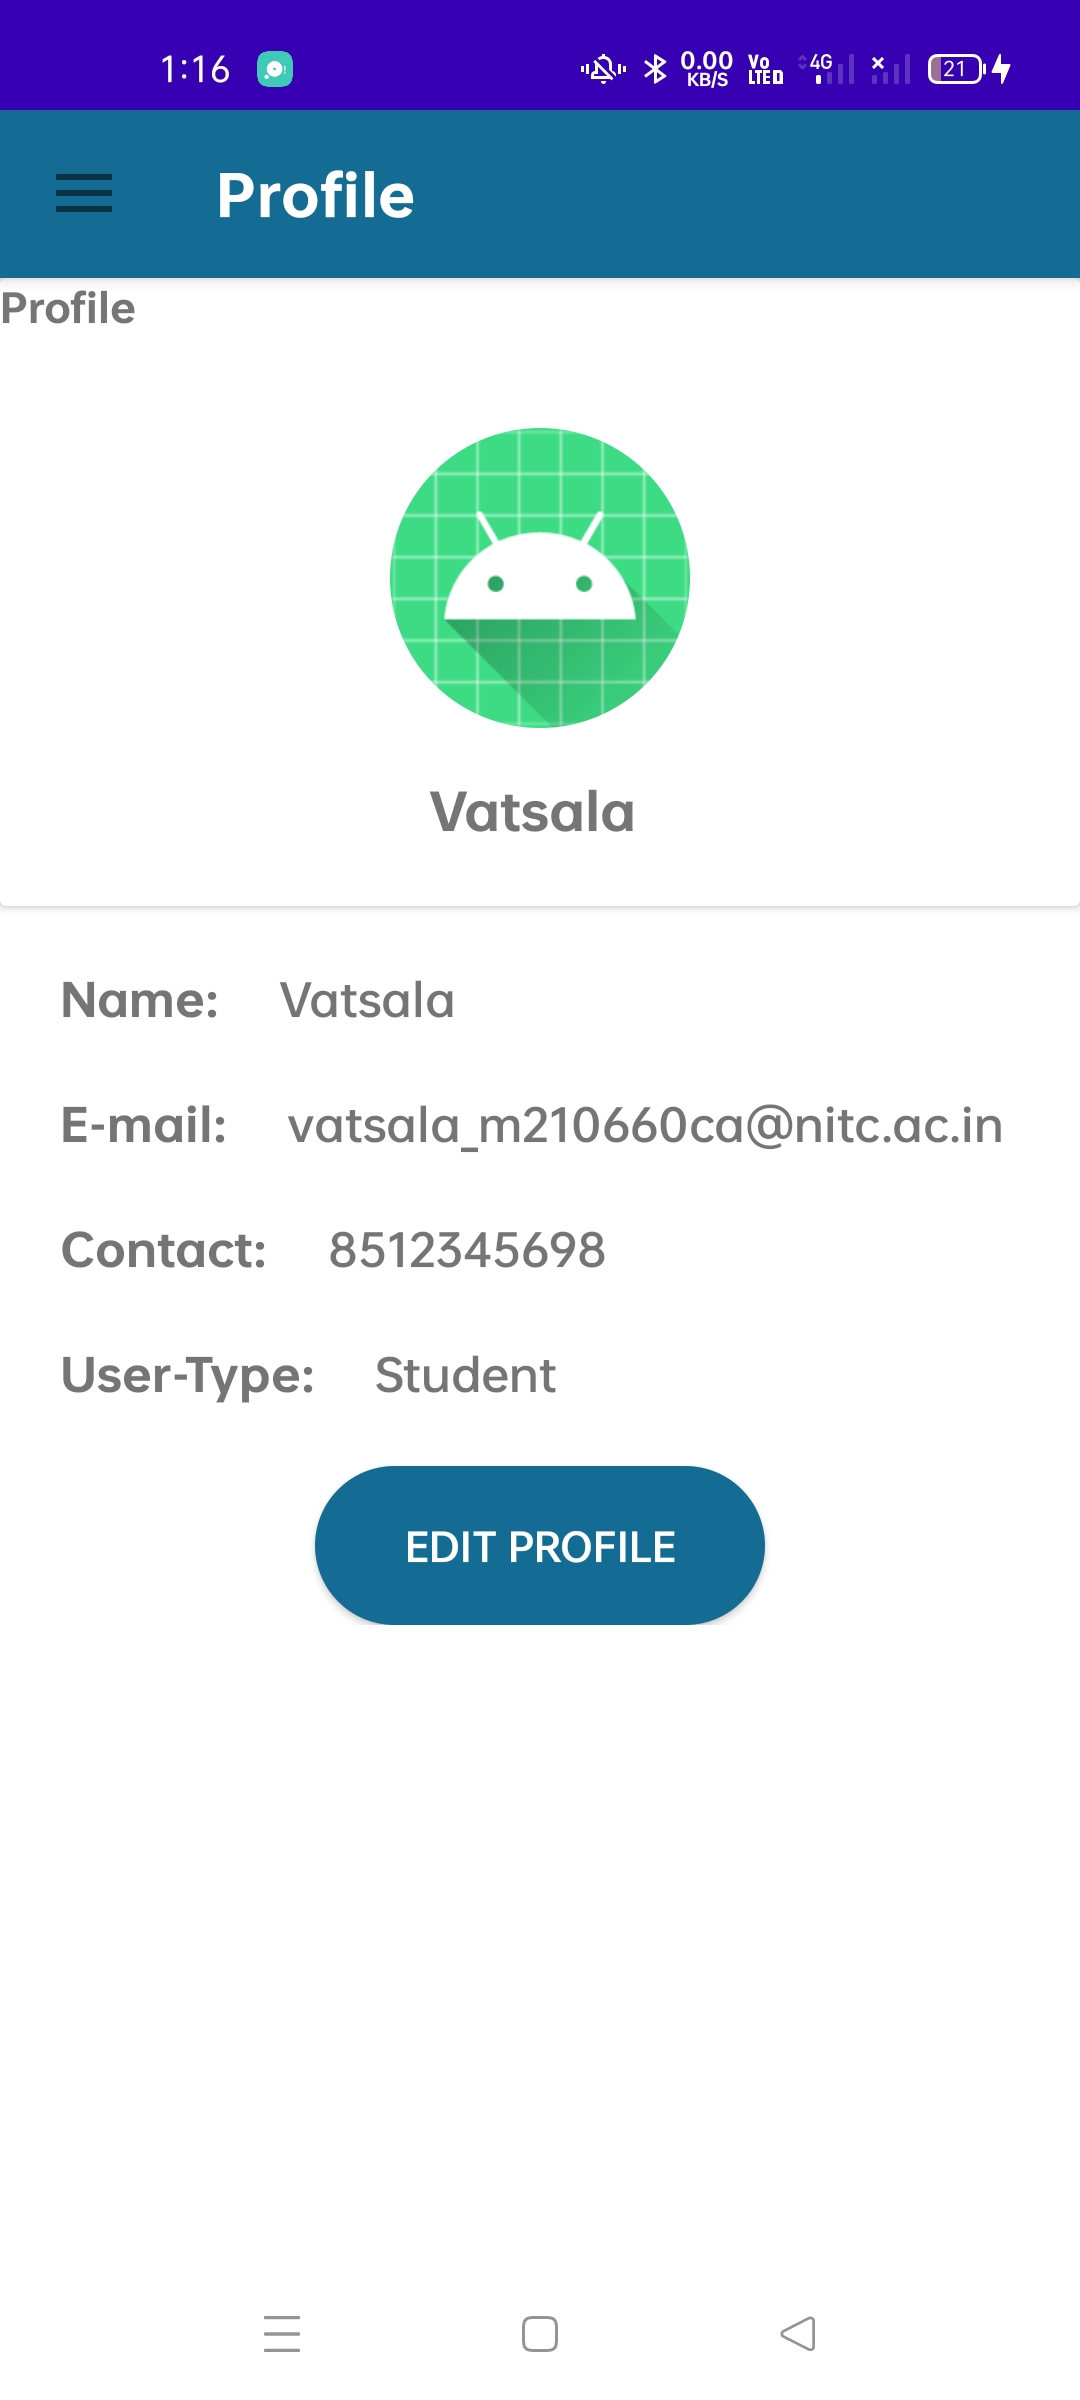 1:16 0.00 KB/S Vo LTE 4G 21
Profile
Profile
Vatsala
Name: Vatsala
E-mail: vatsala_m210660ca@nitc.ac.in
Contact: 8512345698
User-Type: Student
EDIT PROFILE